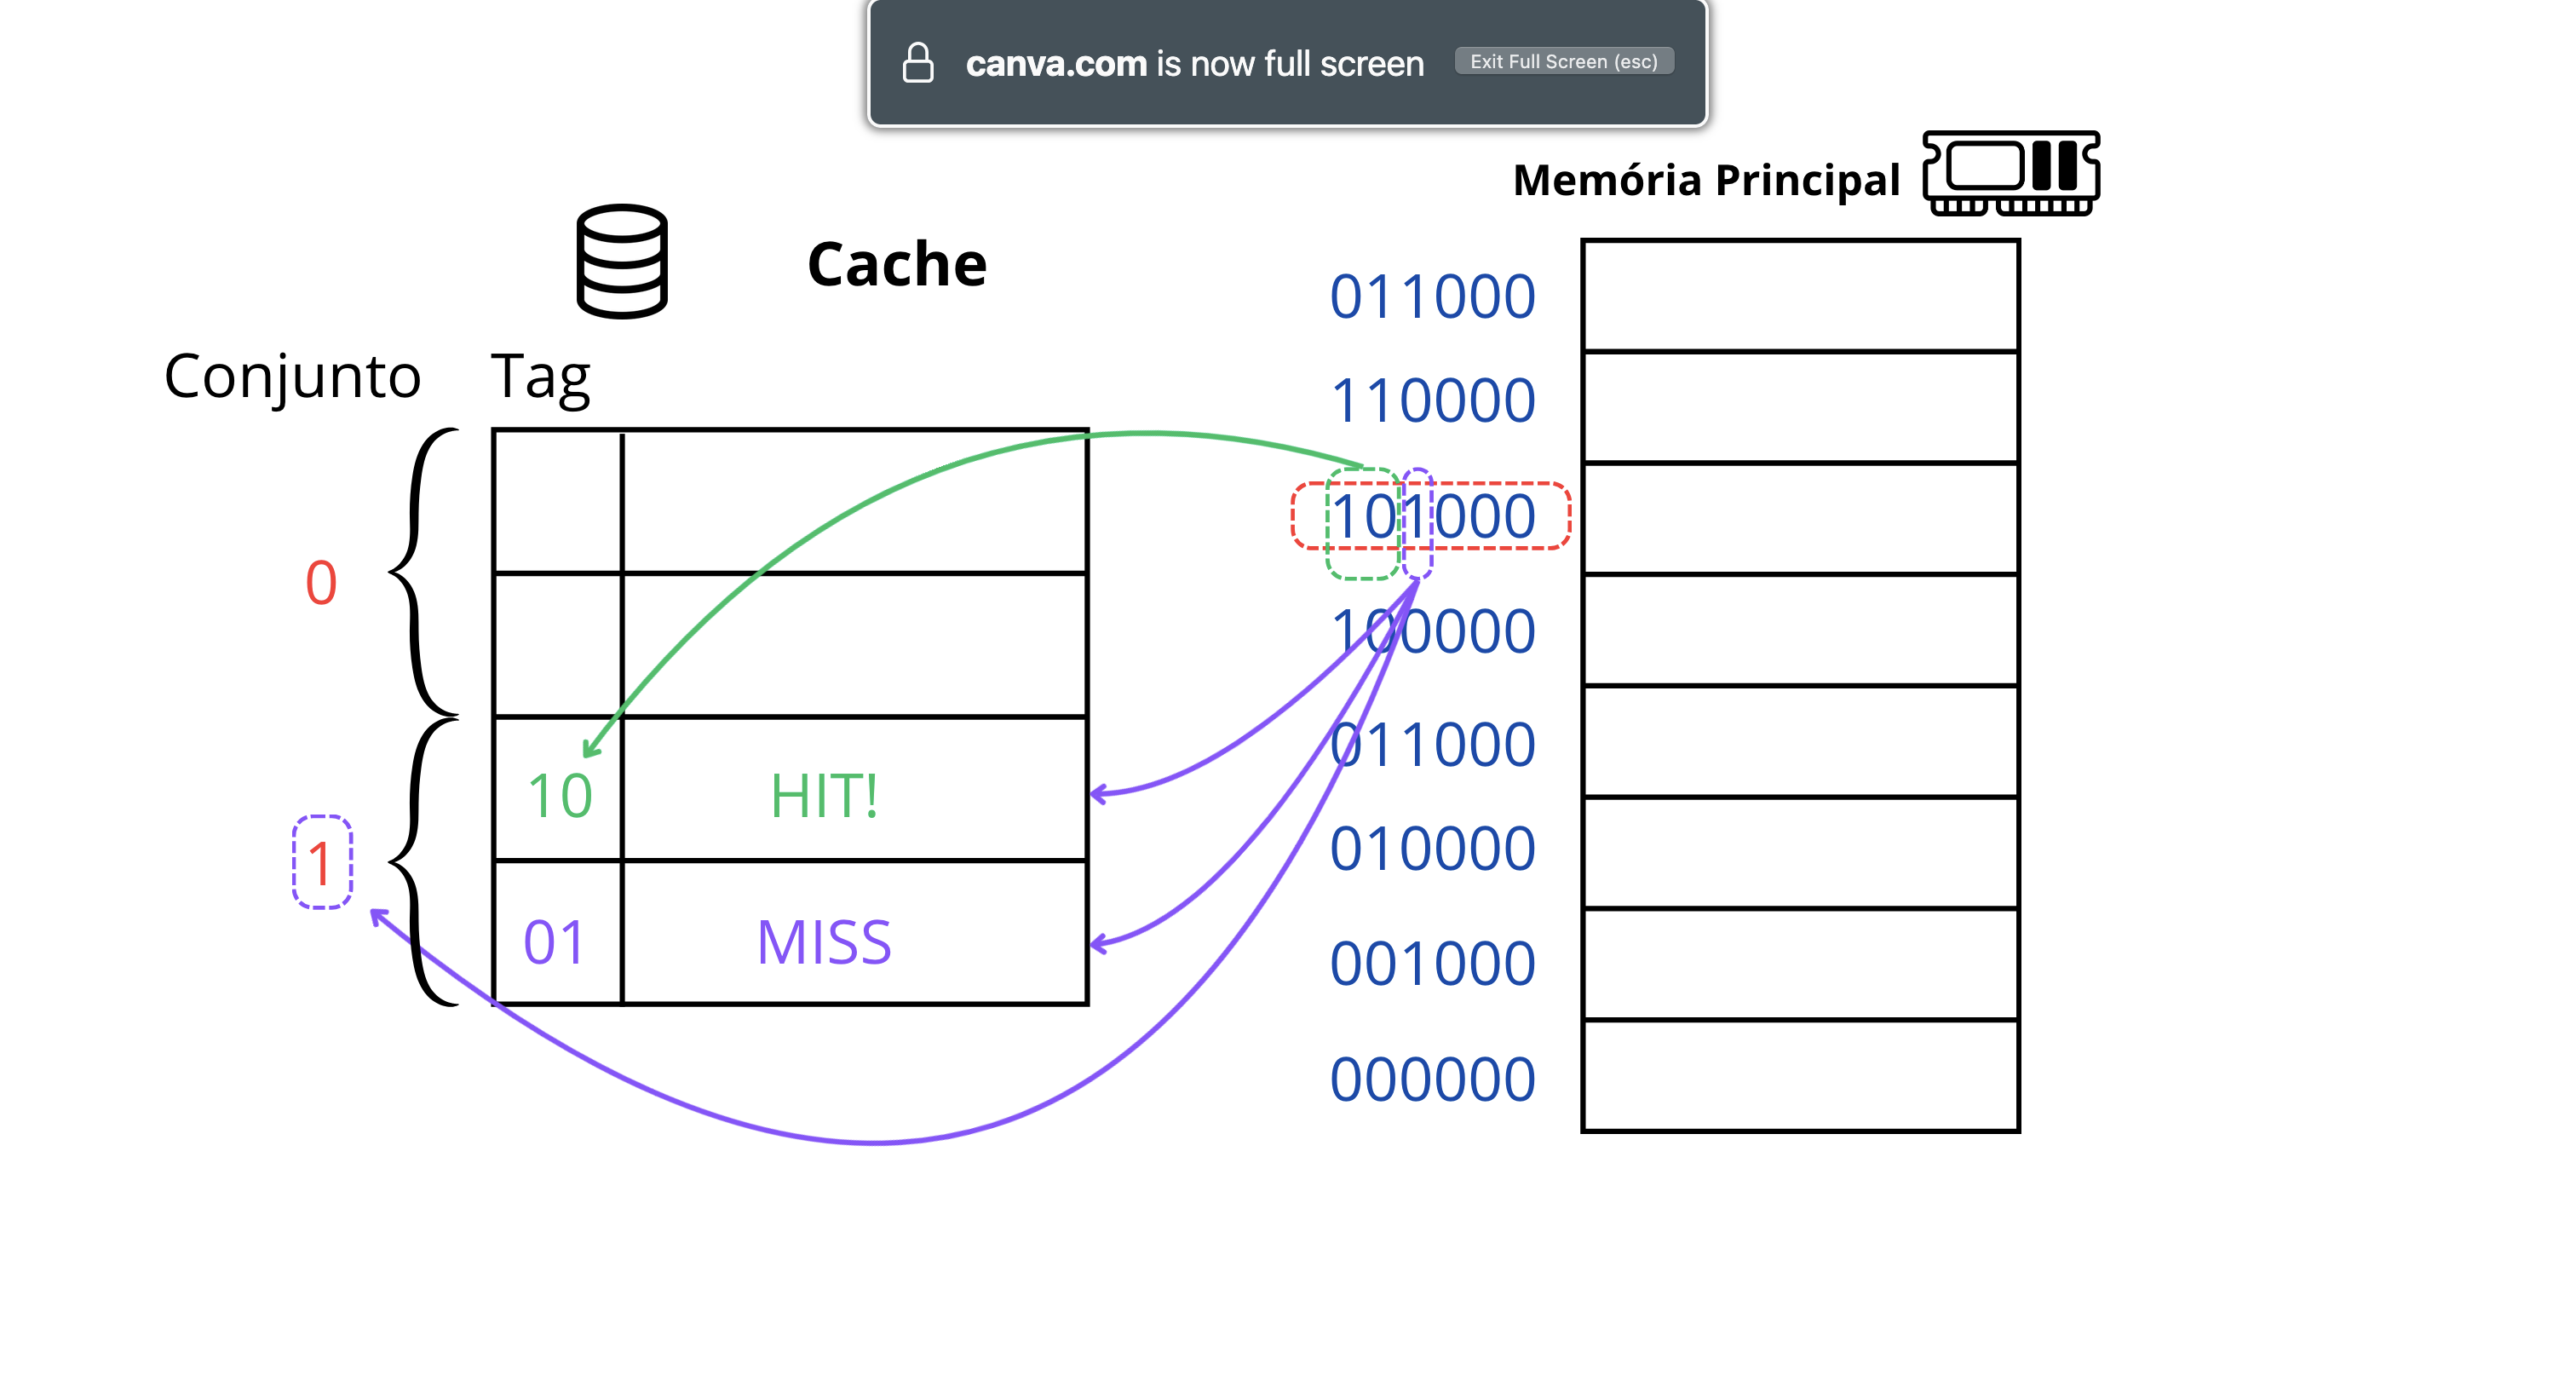 canva.com is now full screen Exit Full Screen (esc)
Memória Principal
Cache
Conjunto Tag
0
1
10 HIT!
01 MISS
011000
110000
101000
100000
011000
010000
001000
000000